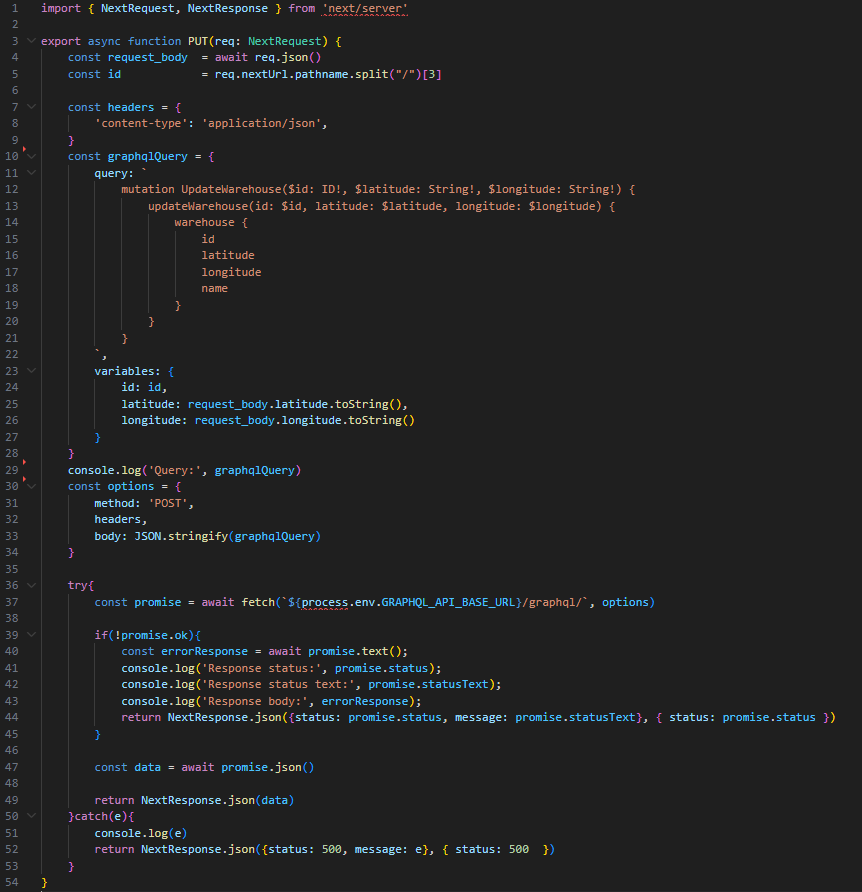 1 import { NextRequest, NextResponse } from 'next/server'
2
3 export async function PUT(req: NextRequest) {
4     const request_body  = await req.json()
5     const id            = req.nextUrl.pathname.split("/")[3]
6
7     const headers = {
8         'content-type': 'application/json',
9     }
10     const graphqlQuery = {
11         query: `
12             mutation UpdateWarehouse($id: ID!, $latitude: String!, $longitude: String!) {
13                 updateWarehouse(id: $id, latitude: $latitude, longitude: $longitude) {
14                     warehouse {
15                         id
16                         latitude
17                         longitude
18                         name
19                     }
20                 }
21             }
22         `,
23         variables: {
24             id: id,
25             latitude: request_body.latitude.toString(),
26             longitude: request_body.longitude.toString()
27         }
28     }
29     console.log('Query:', graphqlQuery)
30     const options = {
31         method: 'POST',
32         headers,
33         body: JSON.stringify(graphqlQuery)
34     }
35
36     try{
37         const promise = await fetch(`${process.env.GRAPHQL_API_BASE_URL}/graphql/`, options)
38
39         if(!promise.ok){
40             const errorResponse = await promise.text();
41             console.log('Response status:', promise.status);
42             console.log('Response status text:', promise.statusText);
43             console.log('Response body:', errorResponse);
44             return NextResponse.json({status: promise.status, message: promise.statusText}, { status: promise.status })
45         }
46
47         const data = await promise.json()
48
49         return NextResponse.json(data)
50     }catch(e){
51         console.log(e)
52         return NextResponse.json({status: 500, message: e}, { status: 500  })
53     }
54 }